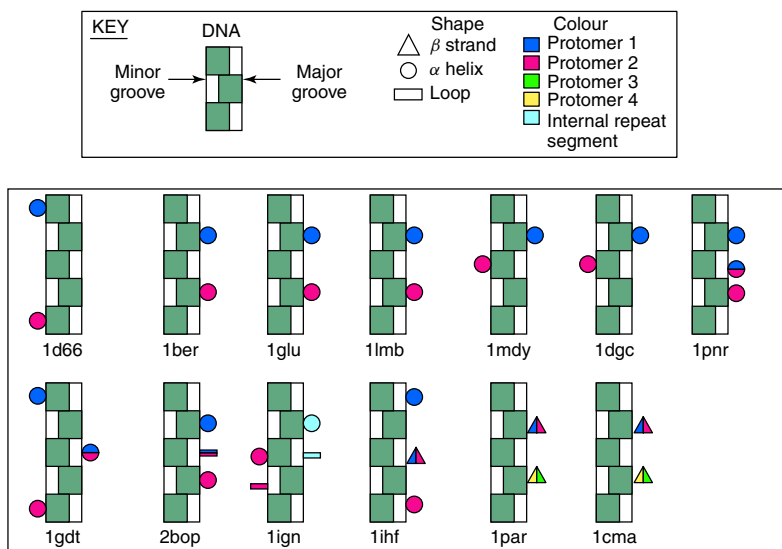 KEY
DNA
Minor
groove
Major
groove
Shape
β strand
α helix
Loop
Colour
Protomer 1
Protomer 2
Protomer 3
Protomer 4
Internal repeat
segment
1d66
1ber
1glu
1lmb
1mdy
1dgc
1pnr
1gdt
2bop
1ign
1ihf
1par
1cma